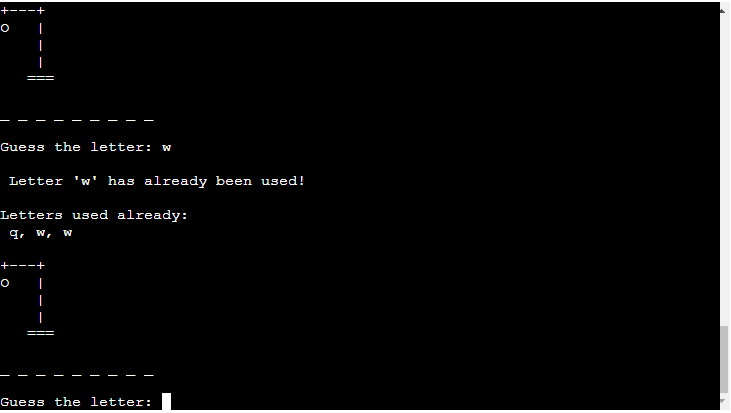 +---+
O   |
    |
    |
   ===
_ _ _ _ _ _ _ _ _
Guess the letter: w
 Letter 'w' has already been used!
Letters used already:
 q, w, w
+---+
O   |
    |
    |
   ===
_ _ _ _ _ _ _ _ _
Guess the letter: